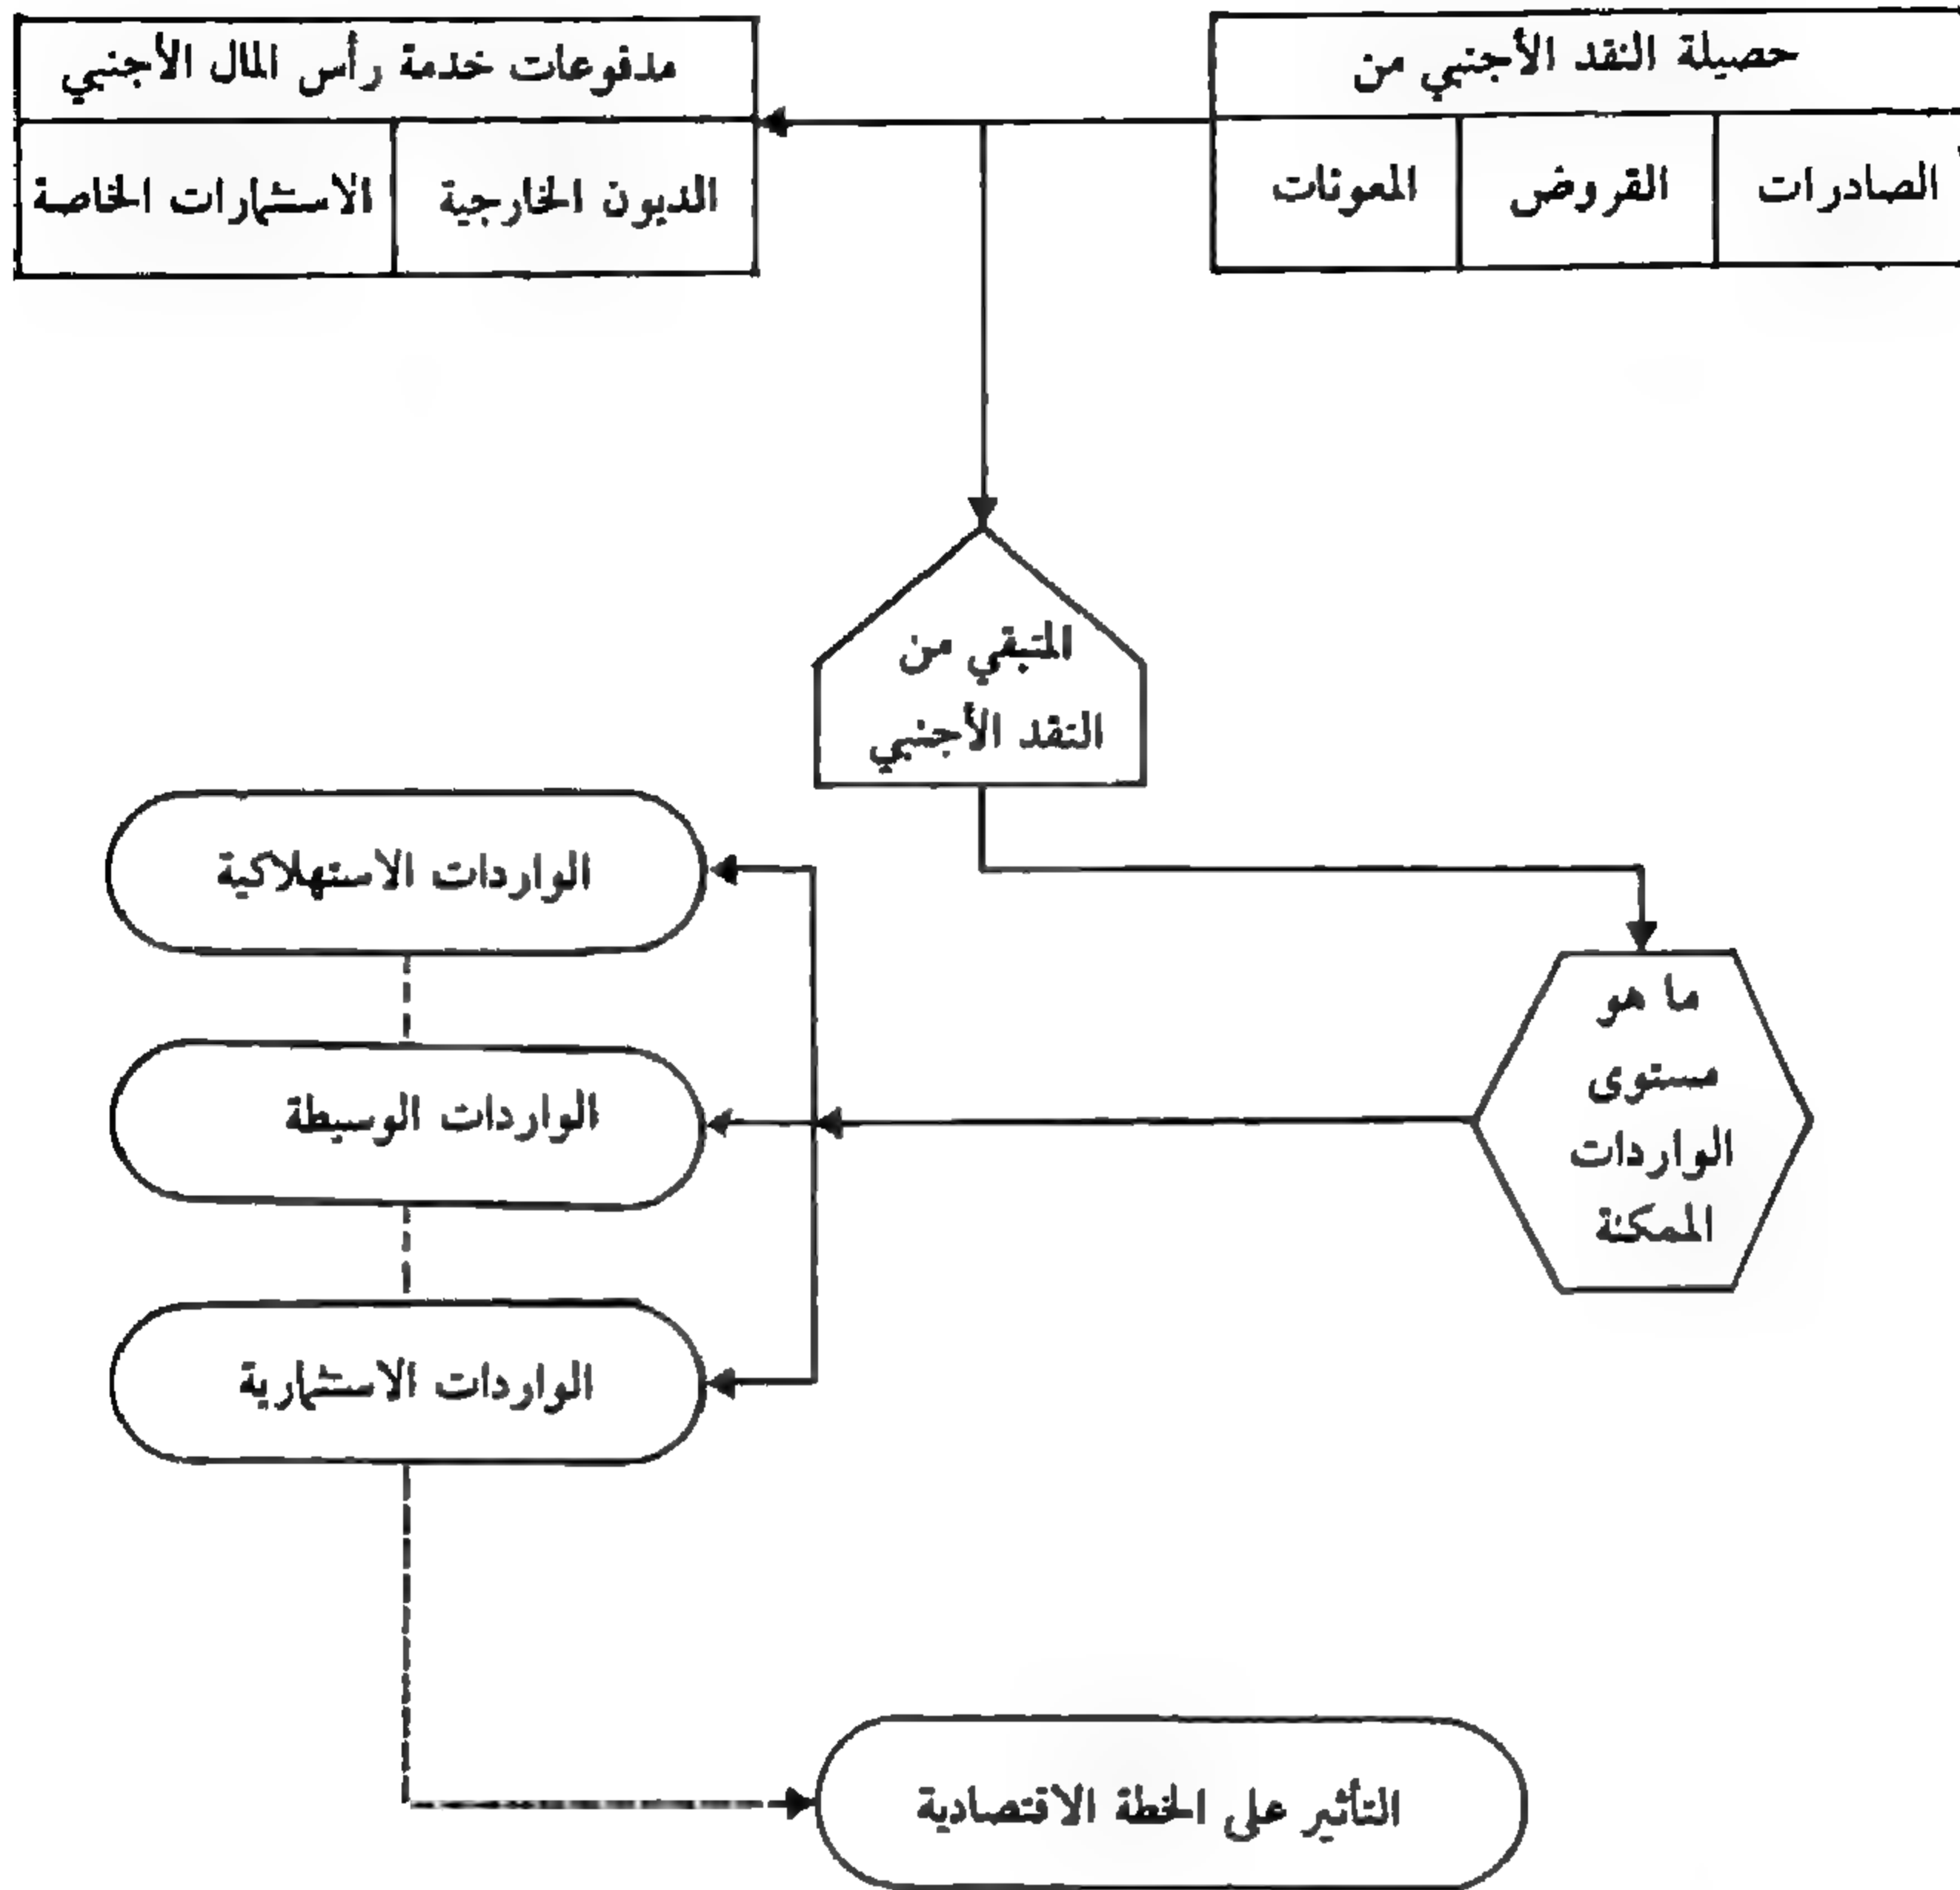 حصيلة النقد الأجنبي من
الصادرات
القروض
المعونات
مدفوعات خدمة رأس المال الأجنبي
الديون الخارجية
الاستثمارات الخاصة
المتبقي من
النقد الأجنبي
ما هو
مستوى
الواردات
الممكنة
الواردات الاستهلاكية
الواردات الوسيطة
الواردات الاستثمارية
التأثير على الخطة الاقتصادية